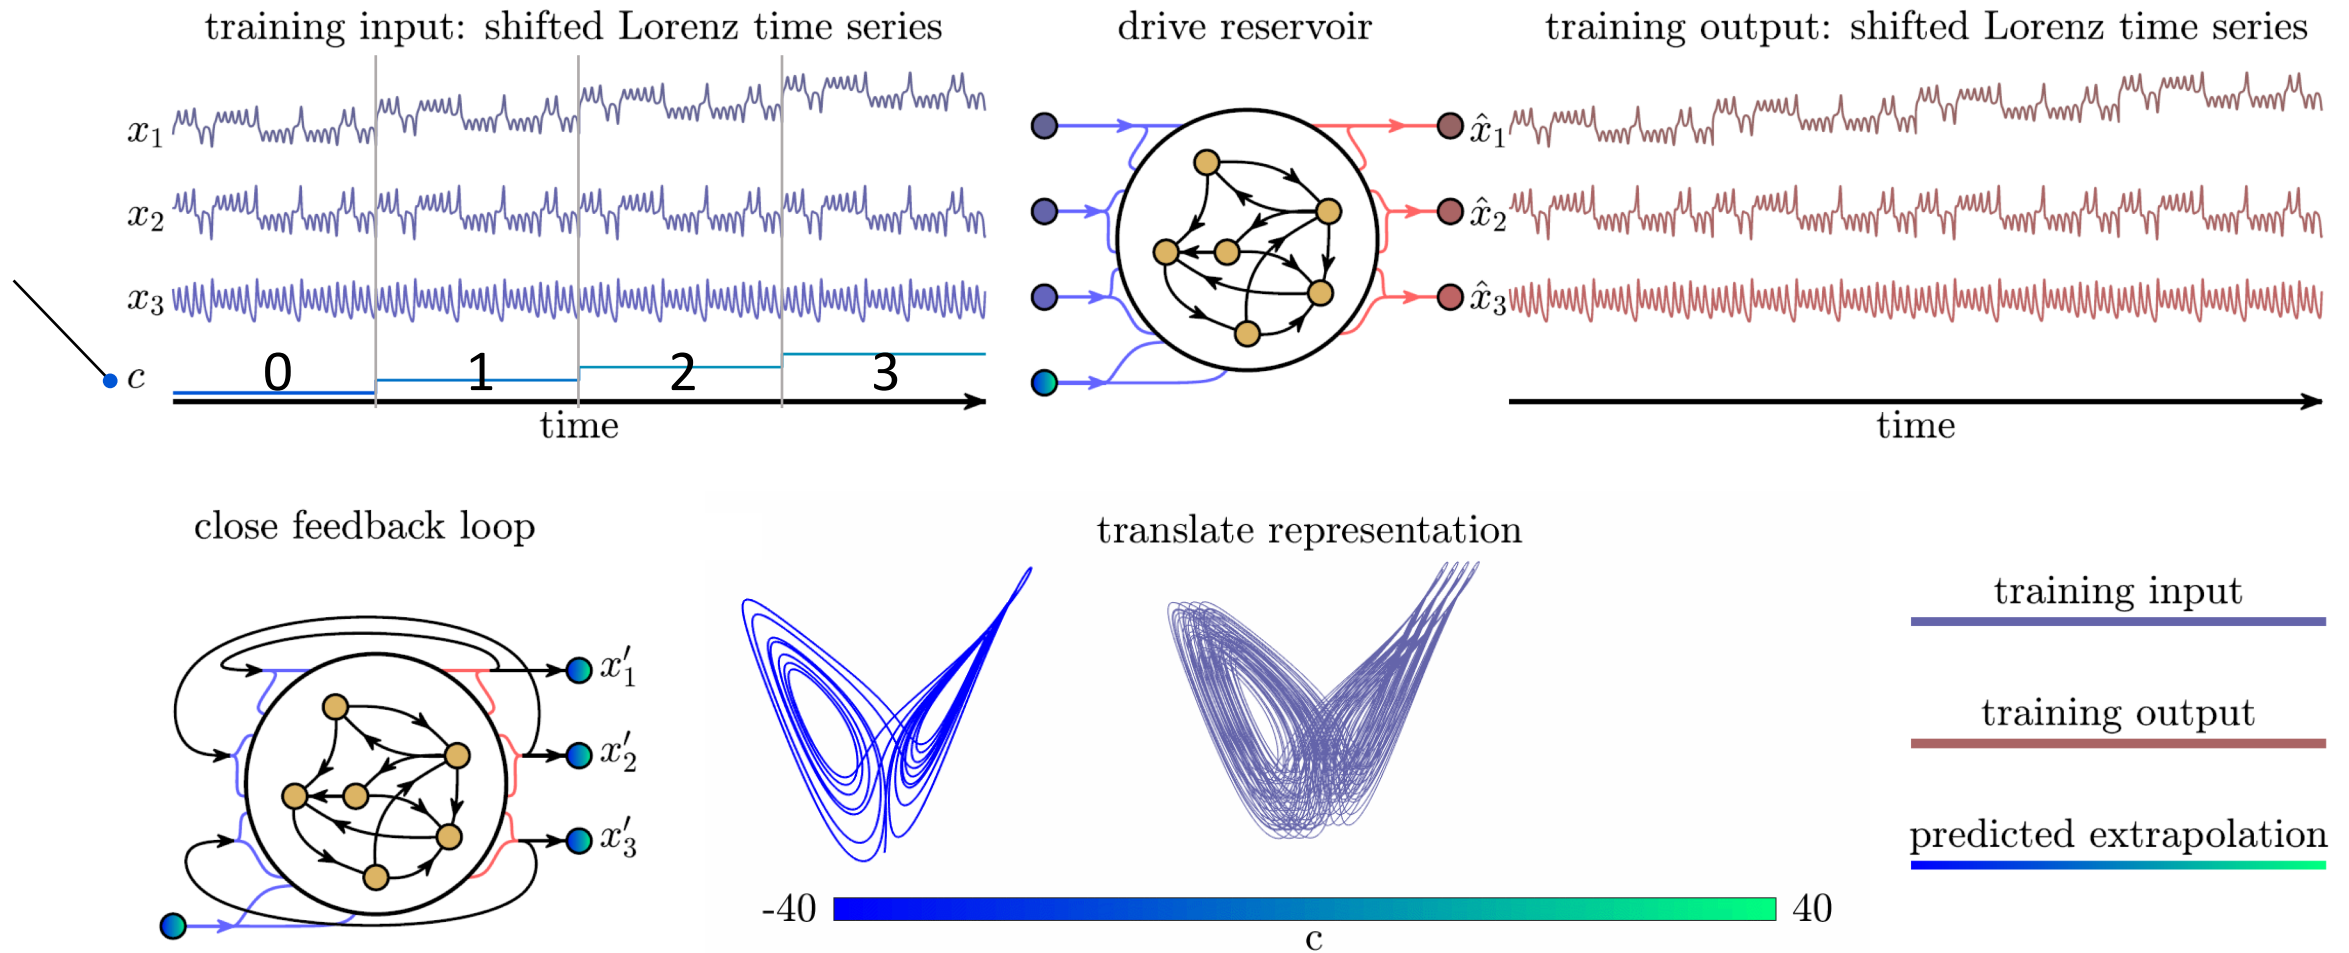 training input: shifted Lorenz time series
drive reservoir
training output: shifted Lorenz time series
x₁
x₂
x₃
c
0 1 2 3
time
x̂₁
x̂₂
x̂₃
time
close feedback loop
translate representation
x′₁
x′₂
x′₃
-40
40
c
training input
training output
predicted extrapolation